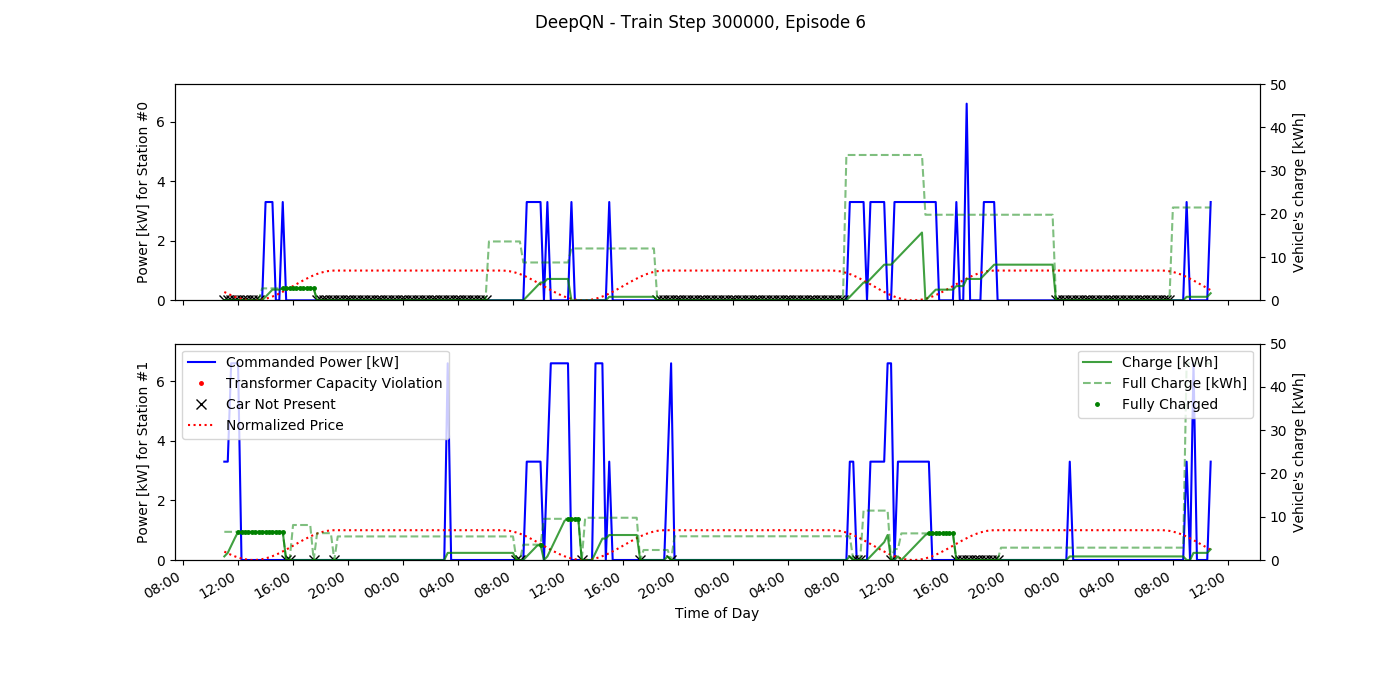 DeepQN - Train Step 300000, Episode 6
Power [kW] for Station #0
6
4
2
0
50
40
30
20
10
0
Vehicle's charge [kWh]
Power [kW] for Station #1
6
4
2
0
Commanded Power [kW]
Transformer Capacity Violation
Car Not Present
Normalized Price
Charge [kWh]
Full Charge [kWh]
Fully Charged
50
40
30
20
10
0
Vehicle's charge [kWh]
08:00 12:00 16:00 20:00 00:00 04:00 08:00 12:00 16:00 20:00 00:00 04:00 08:00 12:00 16:00 20:00 00:00 04:00 08:00 12:00
Time of Day